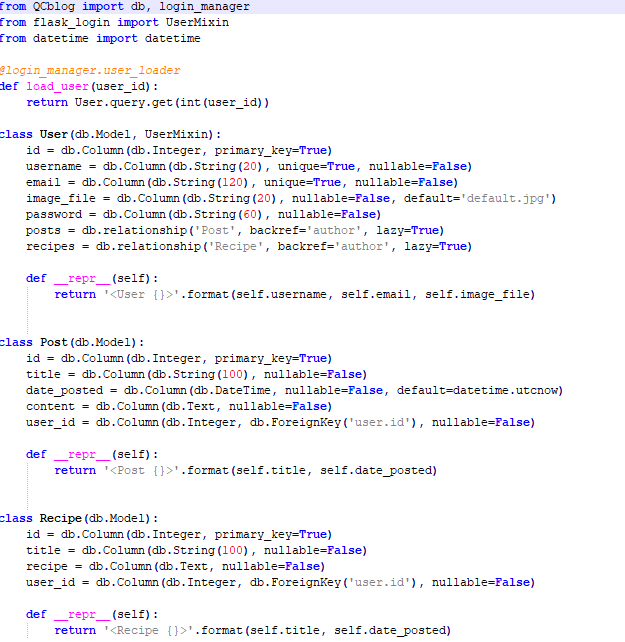 from QCblog import db, login_manager
from flask_login import UserMixin
from datetime import datetime
@login_manager.user_loader
def load_user(user_id):
    return User.query.get(int(user_id))
class User(db.Model, UserMixin):
    id = db.Column(db.Integer, primary_key=True)
    username = db.Column(db.String(20), unique=True, nullable=False)
    email = db.Column(db.String(120), unique=True, nullable=False)
    image_file = db.Column(db.String(20), nullable=False, default='default.jpg')
    password = db.Column(db.String(60), nullable=False)
    posts = db.relationship('Post', backref='author', lazy=True)
    recipes = db.relationship('Recipe', backref='author', lazy=True)
    def __repr__(self):
        return '<User {}>'.format(self.username, self.email, self.image_file)
class Post(db.Model):
    id = db.Column(db.Integer, primary_key=True)
    title = db.Column(db.String(100), nullable=False)
    date_posted = db.Column(db.DateTime, nullable=False, default=datetime.utcnow)
    content = db.Column(db.Text, nullable=False)
    user_id = db.Column(db.Integer, db.ForeignKey('user.id'), nullable=False)
    def __repr__(self):
        return '<Post {}>'.format(self.title, self.date_posted)
class Recipe(db.Model):
    id = db.Column(db.Integer, primary_key=True)
    title = db.Column(db.String(100), nullable=False)
    recipe = db.Column(db.Text, nullable=False)
    user_id = db.Column(db.Integer, db.ForeignKey('user.id'), nullable=False)
    def __repr__(self):
        return '<Recipe {}>'.format(self.title, self.date_posted)